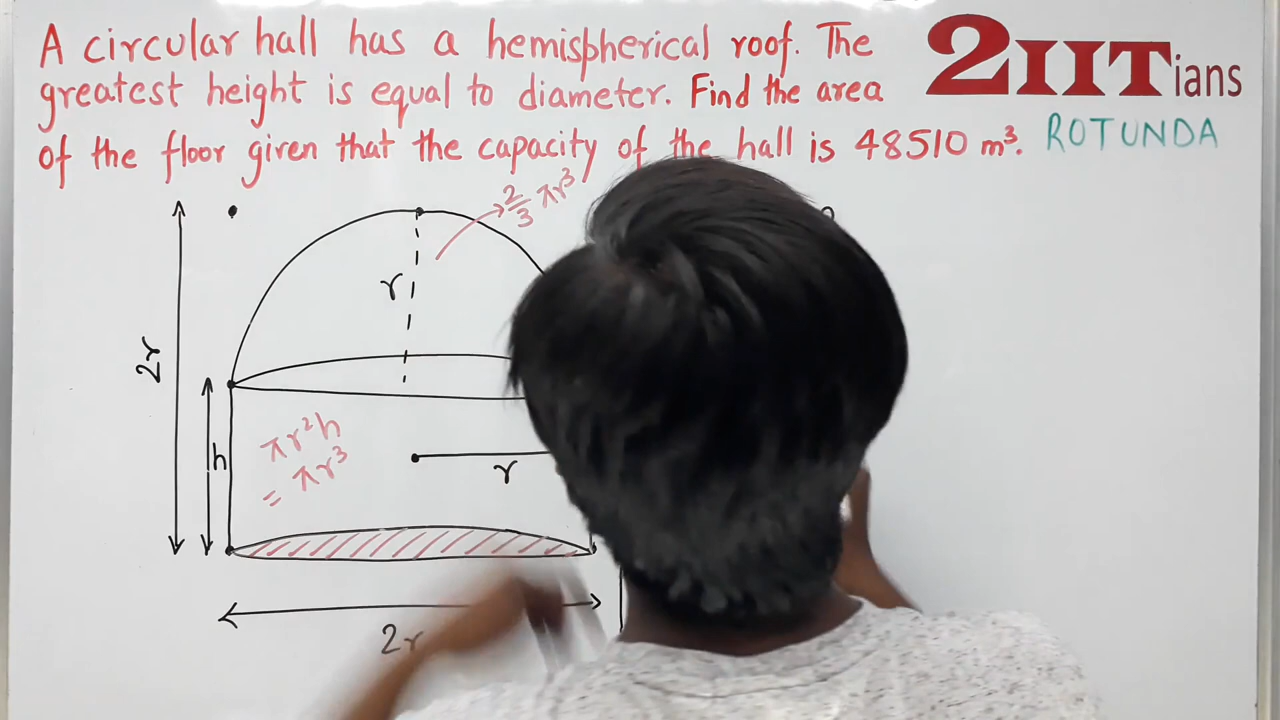 A circular hall has a hemispherical roof. The
greatest height is equal to diameter. Find the area
of the floor given that the capacity of the hall is 48510 m³.
2IITians
ROTUNDA
2/3 πr³
r
2r
h
πr²h
= πr³
r
2r